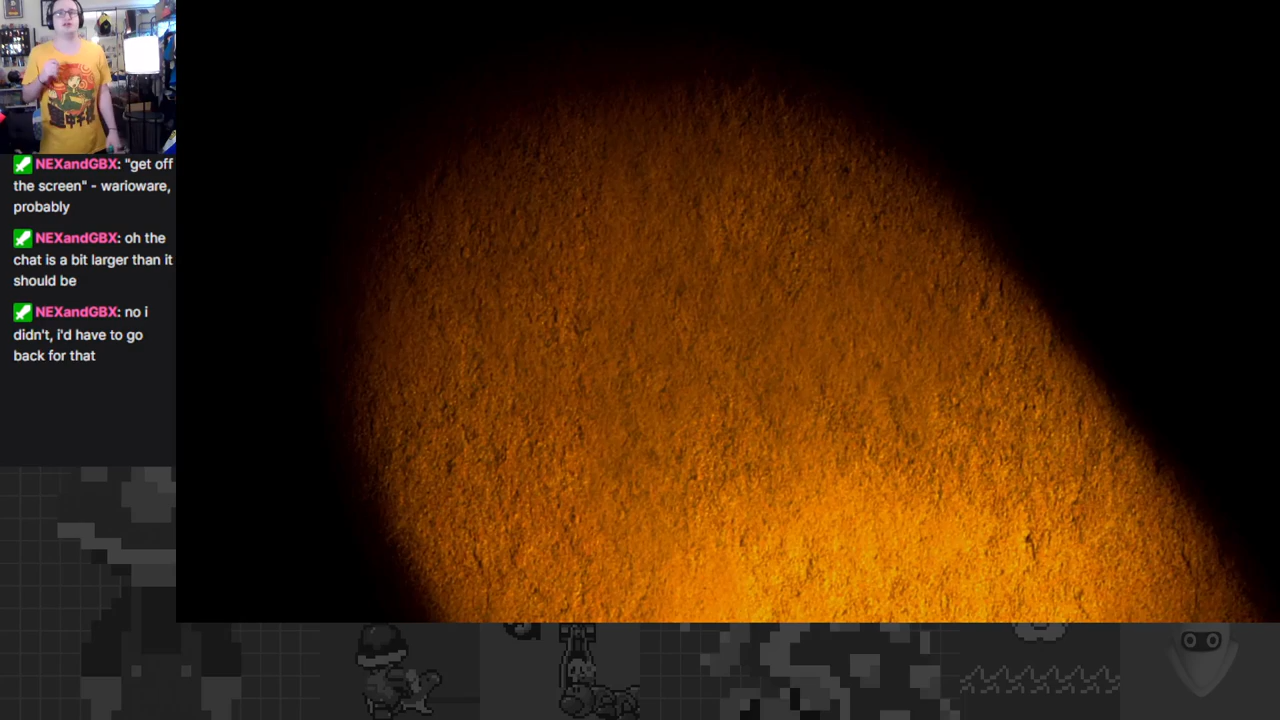 NEXandGBX: "get off
the screen" - warioware,
probably
NEXandGBX: oh the
chat is a bit larger than it
should be
NEXandGBX: no i
didn't, i'd have to go
back for that